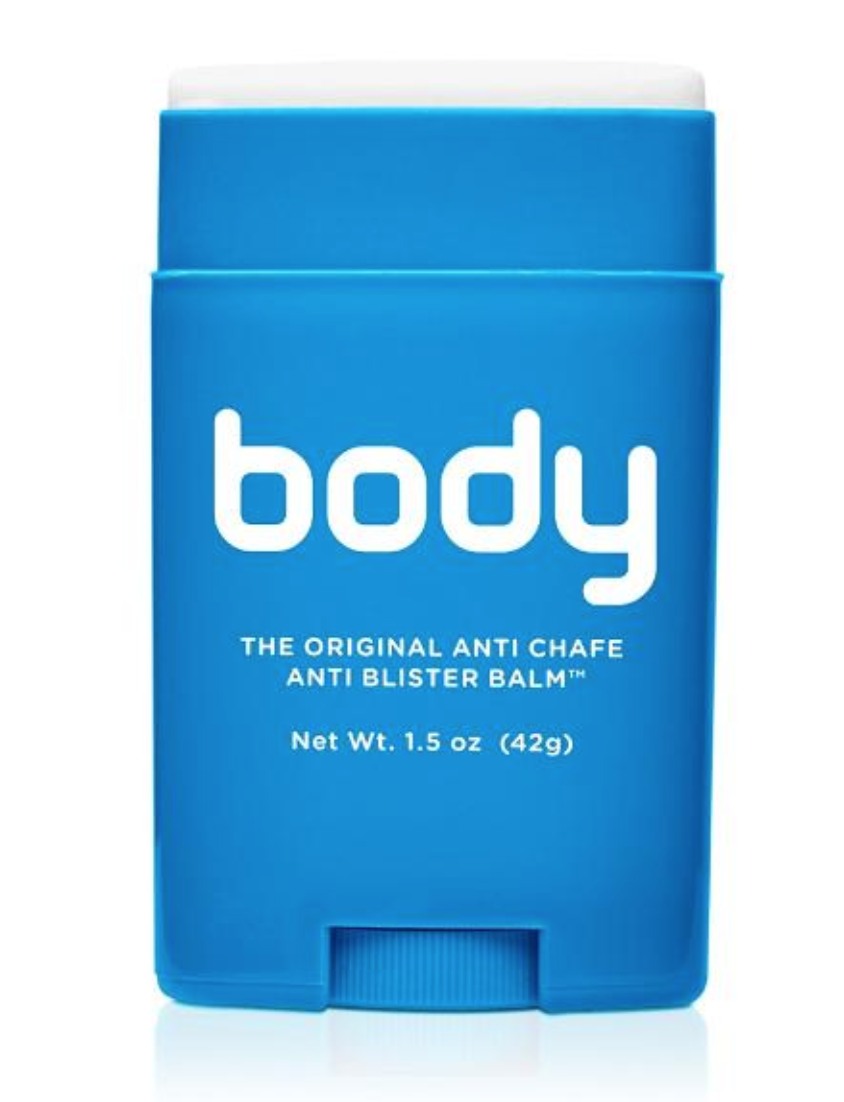 body
THE ORIGINAL ANTI CHAFE
ANTI BLISTER BALM™
Net Wt. 1.5 oz (42g)